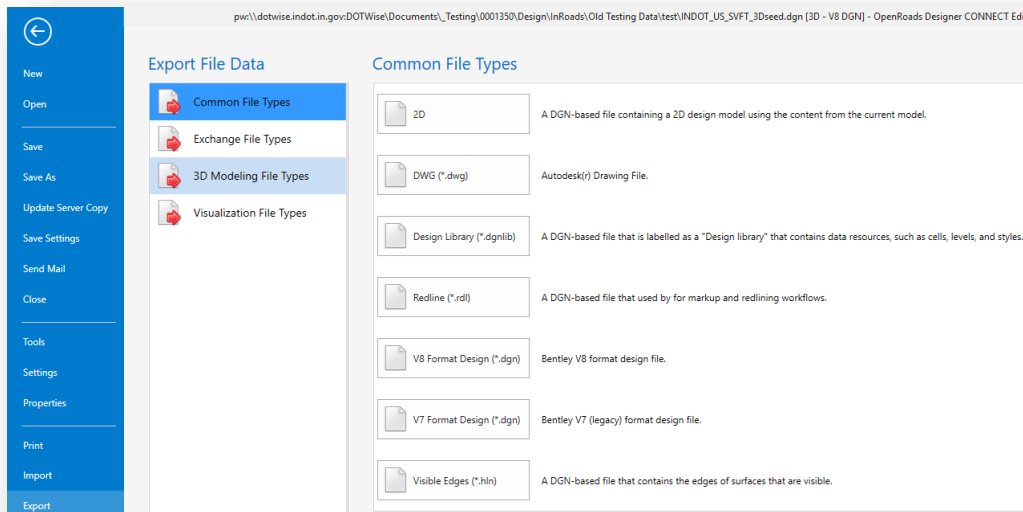 pw:\\dotwise.indot.in.gov:DOTWise\Documents\_Testing\0001350\Design\InRoads\Old Testing Data\test\INDOT_US_SVFT_3Dseed.dgn [3D - V8 DGN] - OpenRoads Designer CONNECT Edi
New
Open
Save
Save As
Update Server Copy
Save Settings
Send Mail
Close
Tools
Settings
Properties
Print
Import
Export
Export File Data
Common File Types
Exchange File Types
3D Modeling File Types
Visualization File Types
Common File Types
2D
A DGN-based file containing a 2D design model using the content from the current model.
DWG (*.dwg)
Autodesk(r) Drawing File.
Design Library (*.dgnlib)
A DGN-based file that is labelled as a "Design library" that contains data resources, such as cells, levels, and styles.
Redline (*.rdl)
A DGN-based file that used by for markup and redlining workflows.
V8 Format Design (*.dgn)
Bentley V8 format design file.
V7 Format Design (*.dgn)
Bentley V7 (legacy) format design file.
Visible Edges (*.hln)
A DGN-based file that contains the edges of surfaces that are visible.